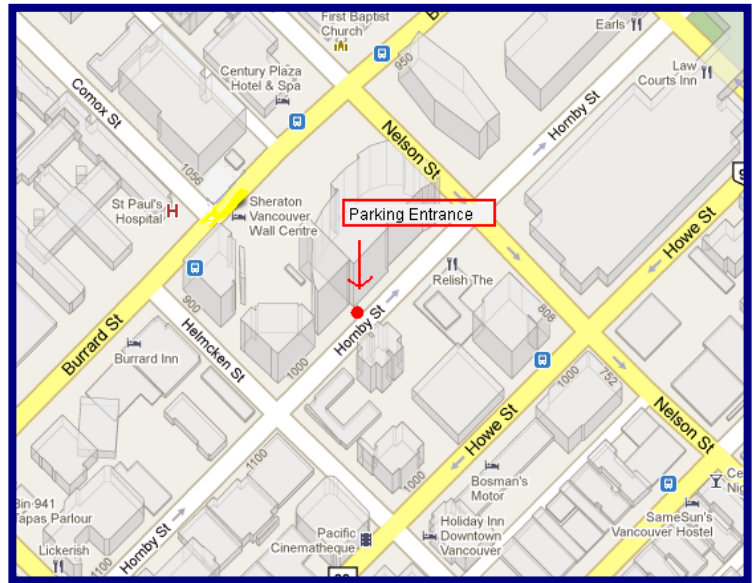 First Baptist
Church
Earls
950
Law
Courts Inn
Century Plaza
Hotel & Spa
Comox St
Hornby St
Nelson St
1056
St Paul's
Hospital
H
Sheraton
Vancouver
Wall Centre
Parking Entrance
Howe St
Relish The
900
808
Hornby St
Burrard St
Burrard Inn
Helmcken St
1000
1000
752
Nelson St
Howe St
1100
1000
Bosman's
Motor
Bin 941
Tapas Parlour
Pacific
Cinematheque
Holiday Inn
Downtown
Vancouver
SameSun's
Vancouver Hostel
Lickerish
1100
Hornby St